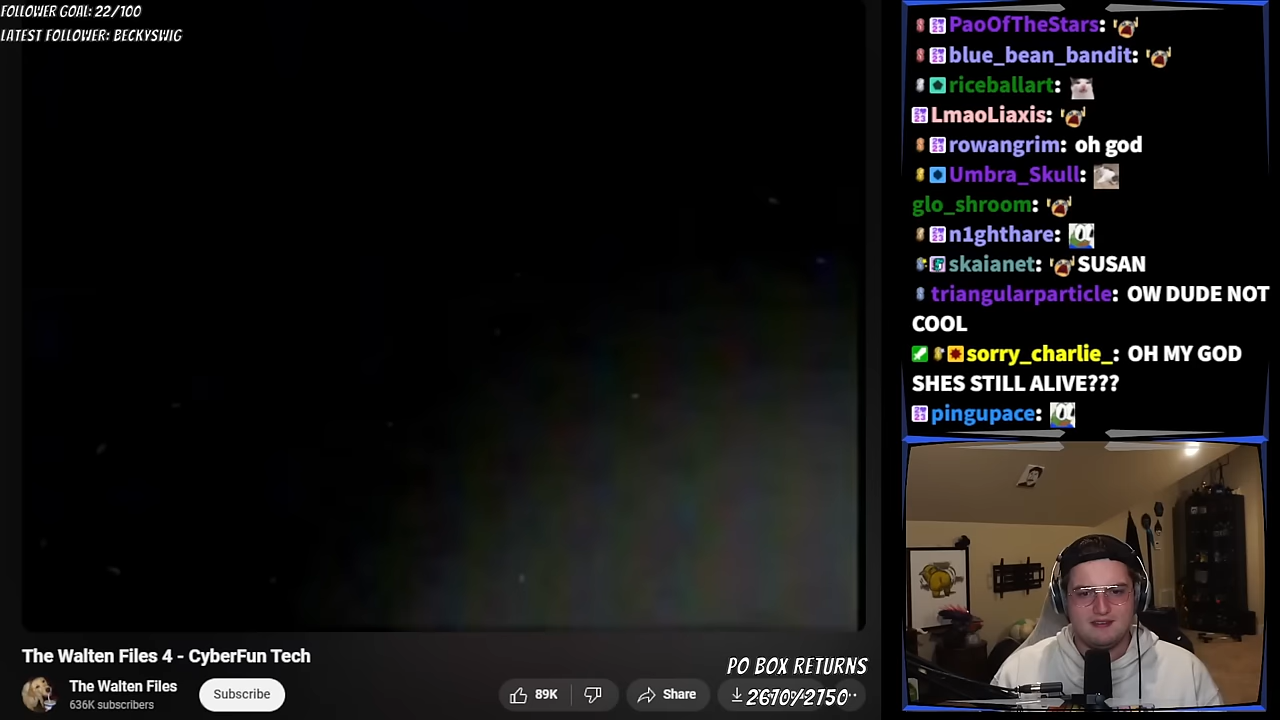 FOLLOWER GOAL: 22/100
LATEST FOLLOWER: BECKYSWIG
PaoOfTheStars:
blue_bean_bandit:
riceballart:
LmaoLiaxis:
rowangrim: oh god
Umbra_Skull:
glo_shroom:
n1ghthare:
skaianet: SUSAN
triangularparticle: OW DUDE NOT
COOL
sorry_charlie_: OH MY GOD
SHES STILL ALIVE???
pingupace:
The Walten Files 4 - CyberFun Tech
The Walten Files
636K subscribers
Subscribe
89K
Share
PO BOX RETURNS
2670/2750